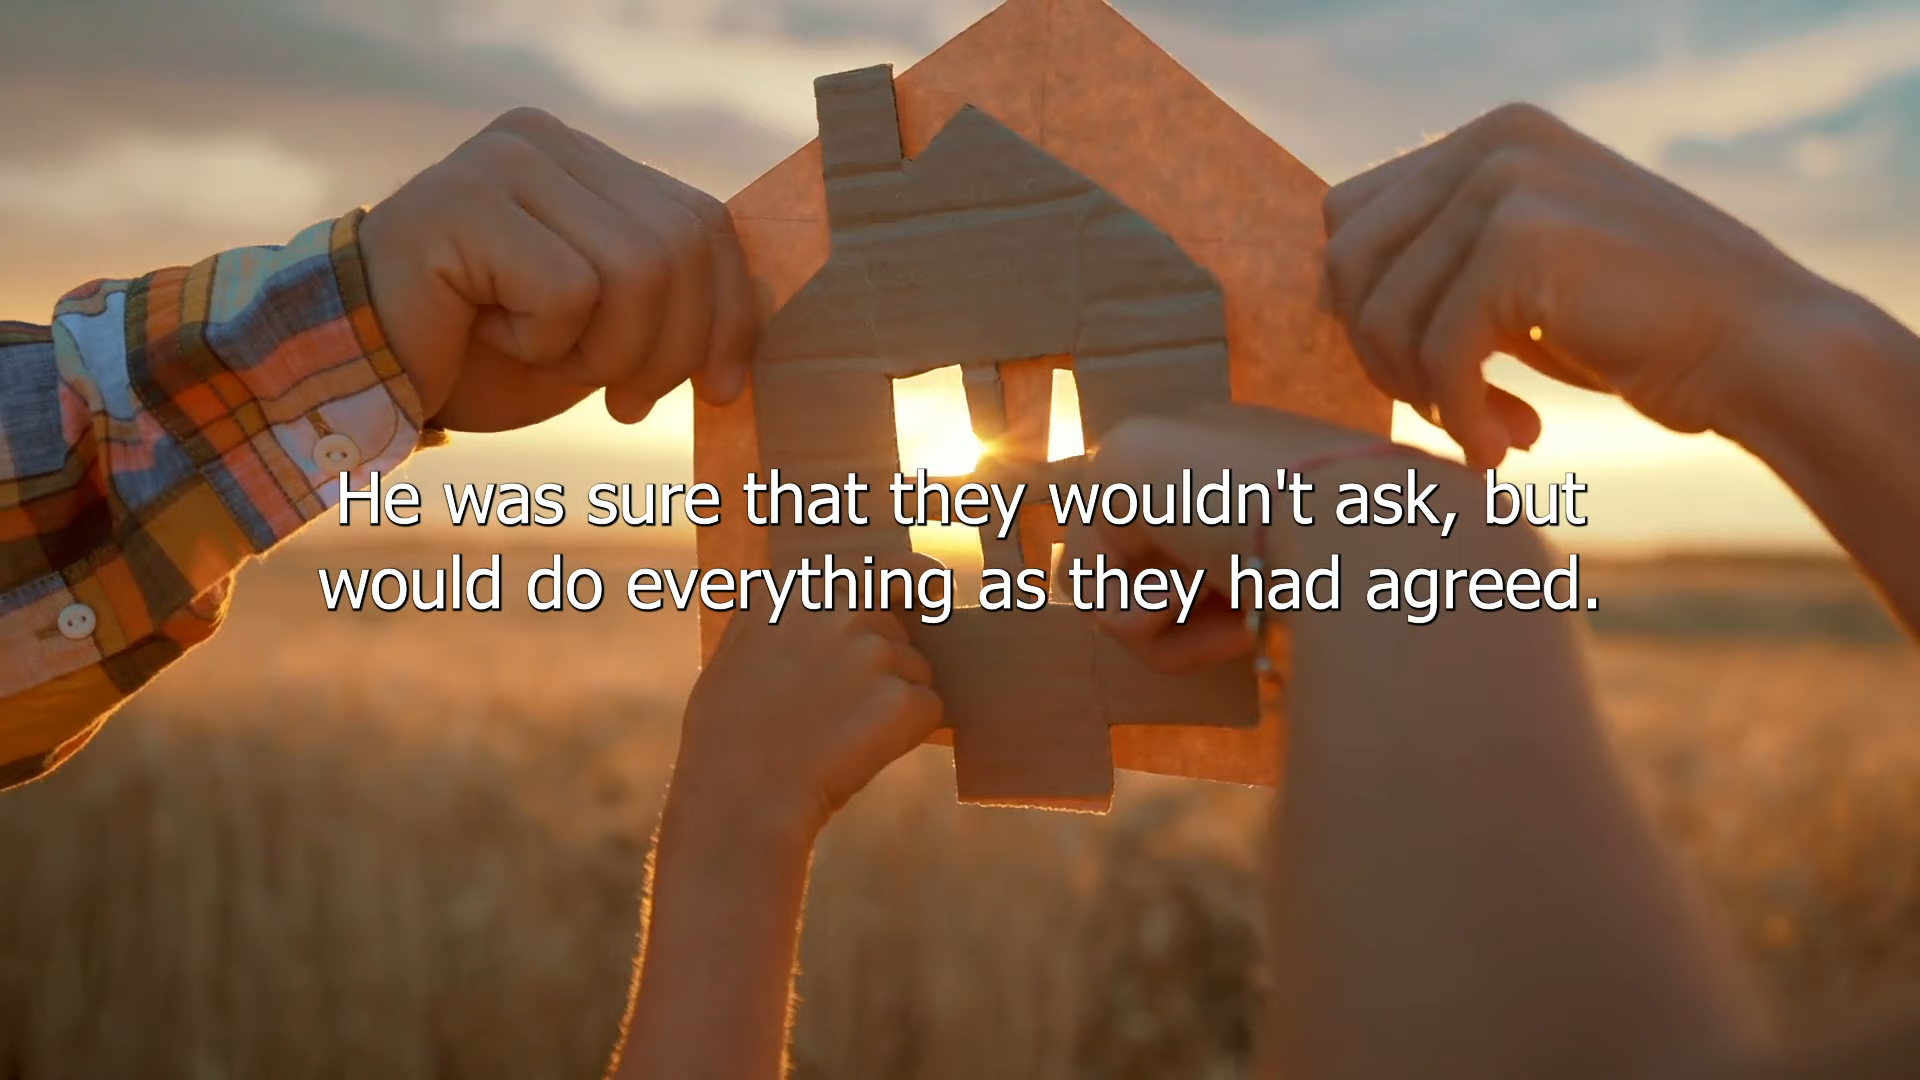 He was sure that they wouldn't ask, but
would do everything as they had agreed.